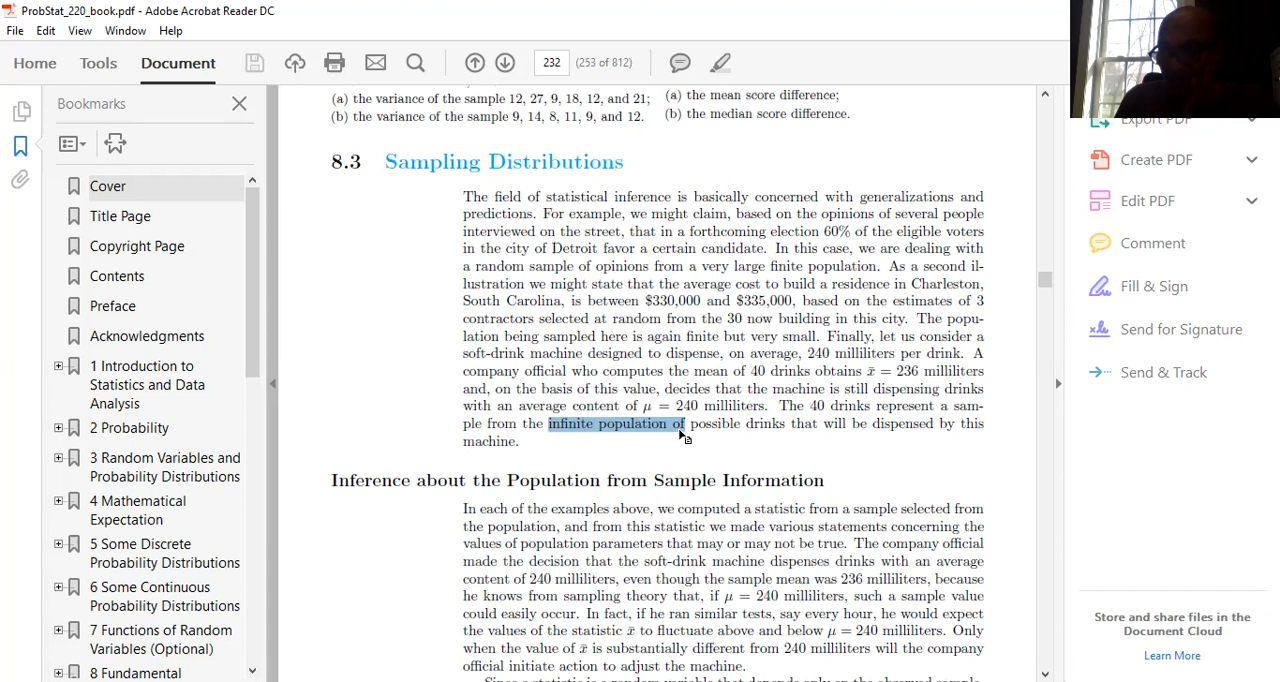 ProbStat_220_book.pdf - Adobe Acrobat Reader DC
File Edit View Window Help
Home Tools Document 232 (253 of 812)
Bookmarks
Cover
Title Page
Copyright Page
Contents
Preface
Acknowledgments
1 Introduction to
Statistics and Data
Analysis
2 Probability
3 Random Variables and
Probability Distributions
4 Mathematical
Expectation
5 Some Discrete
Probability Distributions
6 Some Continuous
Probability Distributions
7 Functions of Random
Variables (Optional)
8 Fundamental
(a) the variance of the sample 12, 27, 9, 18, 12, and 21;
(b) the variance of the sample 9, 14, 8, 11, 9, and 12.
(a) the mean score difference;
(b) the median score difference.
8.3 Sampling Distributions
The field of statistical inference is basically concerned with generalizations and
predictions. For example, we might claim, based on the opinions of several people
interviewed on the street, that in a forthcoming election 60% of the eligible voters
in the city of Detroit favor a certain candidate. In this case, we are dealing with
a random sample of opinions from a very large finite population. As a second il-
lustration we might state that the average cost to build a residence in Charleston,
South Carolina, is between $330,000 and $335,000, based on the estimates of 3
contractors selected at random from the 30 now building in this city. The popu-
lation being sampled here is again finite but very small. Finally, let us consider a
soft-drink machine designed to dispense, on average, 240 milliliters per drink. A
company official who computes the mean of 40 drinks obtains x̄ = 236 milliliters
and, on the basis of this value, decides that the machine is still dispensing drinks
with an average content of μ = 240 milliliters. The 40 drinks represent a sam-
ple from the infinite population of possible drinks that will be dispensed by this
machine.
Inference about the Population from Sample Information
In each of the examples above, we computed a statistic from a sample selected from
the population, and from this statistic we made various statements concerning the
values of population parameters that may or may not be true. The company official
made the decision that the soft-drink machine dispenses drinks with an average
content of 240 milliliters, even though the sample mean was 236 milliliters, because
he knows from sampling theory that, if μ = 240 milliliters, such a sample value
could easily occur. In fact, if he ran similar tests, say every hour, he would expect
the values of the statistic x̄ to fluctuate above and below μ = 240 milliliters. Only
when the value of x̄ is substantially different from 240 milliliters will the company
official initiate action to adjust the machine.
Since a statistic is a random variable that depends only on the observed sample,
Export PDF
Create PDF
Edit PDF
Comment
Fill & Sign
Send for Signature
Send & Track
Store and share files in the
Document Cloud
Learn More